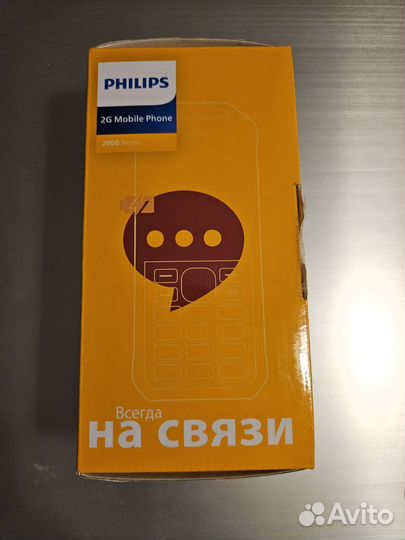 PHILIPS
2G Mobile Phone
2000 Series
Всегда
на связи
Avito